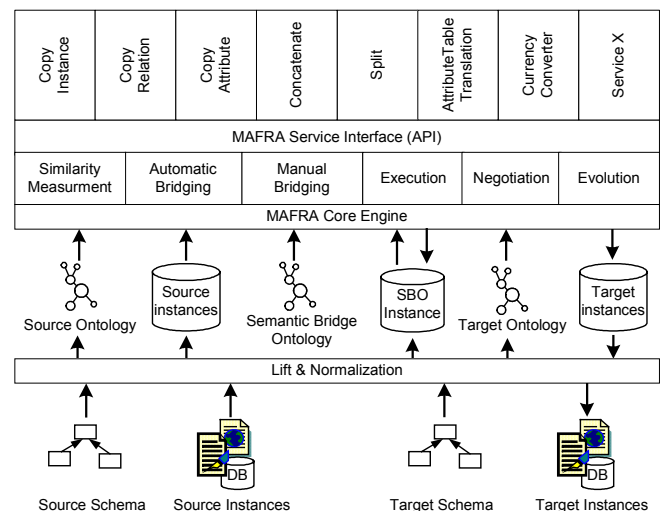 Copy Instance
Copy Relation
Copy Attribute
Concatenate
Split
AttributeTable Translation
Currency Converter
Service X
MAFRA Service Interface (API)
Similarity Measurment
Automatic Bridging
Manual Bridging
Execution
Negotiation
Evolution
MAFRA Core Engine
Source Ontology
Source instances
Semantic Bridge Ontology
SBO Instance
Target Ontology
Target instances
Lift & Normalization
DB
DB
Source Schema
Source Instances
Target Schema
Target Instances